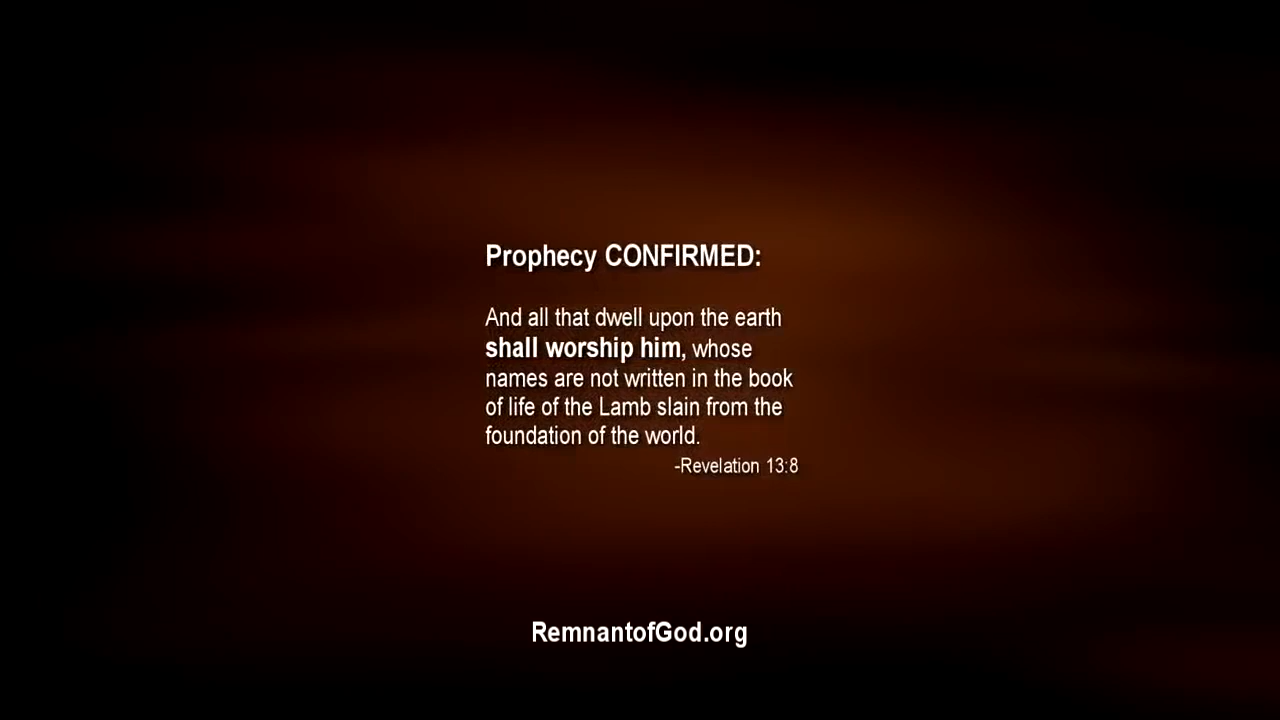 Prophecy CONFIRMED:
And all that dwell upon the earth
shall worship him, whose
names are not written in the book
of life of the Lamb slain from the
foundation of the world.
-Revelation 13:8
RemnantofGod.org